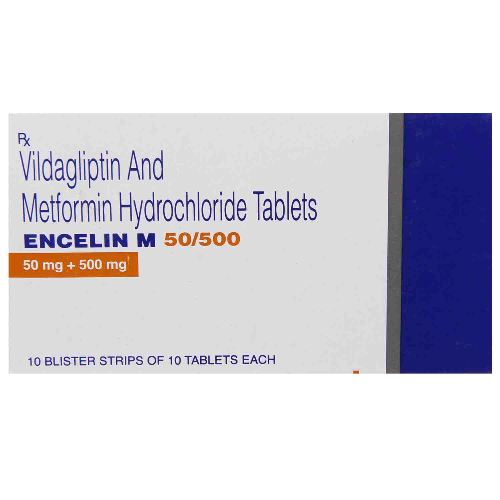 Rx
Vildagliptin And
Metformin Hydrochloride Tablets
ENCELIN M 50/500
50 mg + 500 mg
10 BLISTER STRIPS OF 10 TABLETS EACH